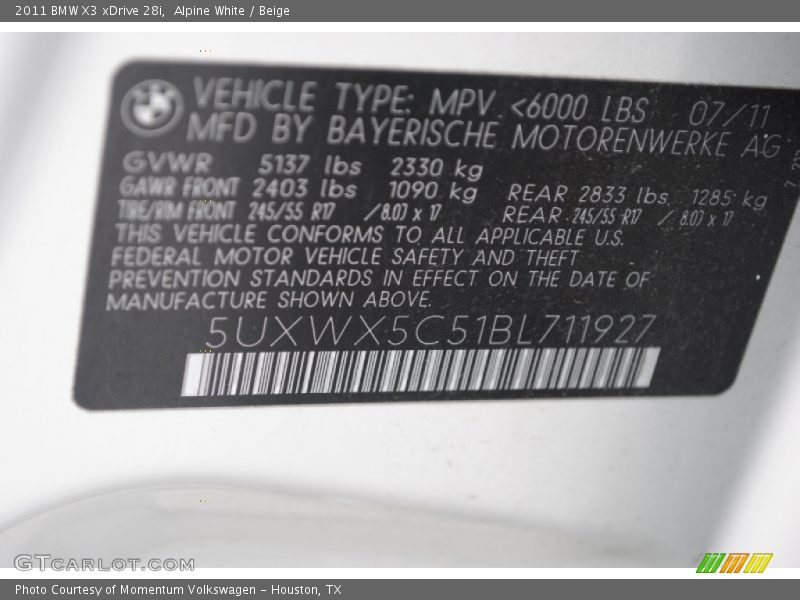 2011 BMW X3 xDrive 28i,  Alpine White / Beige
VEHICLE TYPE: MPV <6000 LBS 07/11
MFD BY BAYERISCHE MOTORENWERKE AG
GVWR 5137 lbs 2330 kg
GAWR FRONT 2403 lbs 1090 kg REAR 2833 lbs 1285 kg
TIRE/RIM FRONT 245/55 R17 /8.0J x 17 REAR 245/55 R17 / 8.0J x 17
THIS VEHICLE CONFORMS TO ALL APPLICABLE U.S.
FEDERAL MOTOR VEHICLE SAFETY AND THEFT
PREVENTION STANDARDS IN EFFECT ON THE DATE OF
MANUFACTURE SHOWN ABOVE.
5UXWX5C51BL711927
GTCARLOT.COM
Photo Courtesy of Momentum Volkswagen - Houston, TX